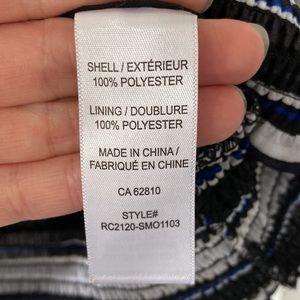 SHELL / EXTÉRIEUR
100% POLYESTER
LINING / DOUBLURE
100% POLYESTER
MADE IN CHINA /
FABRIQUÉ EN CHINE
CA 62810
STYLE#
RC2120-SMO1103